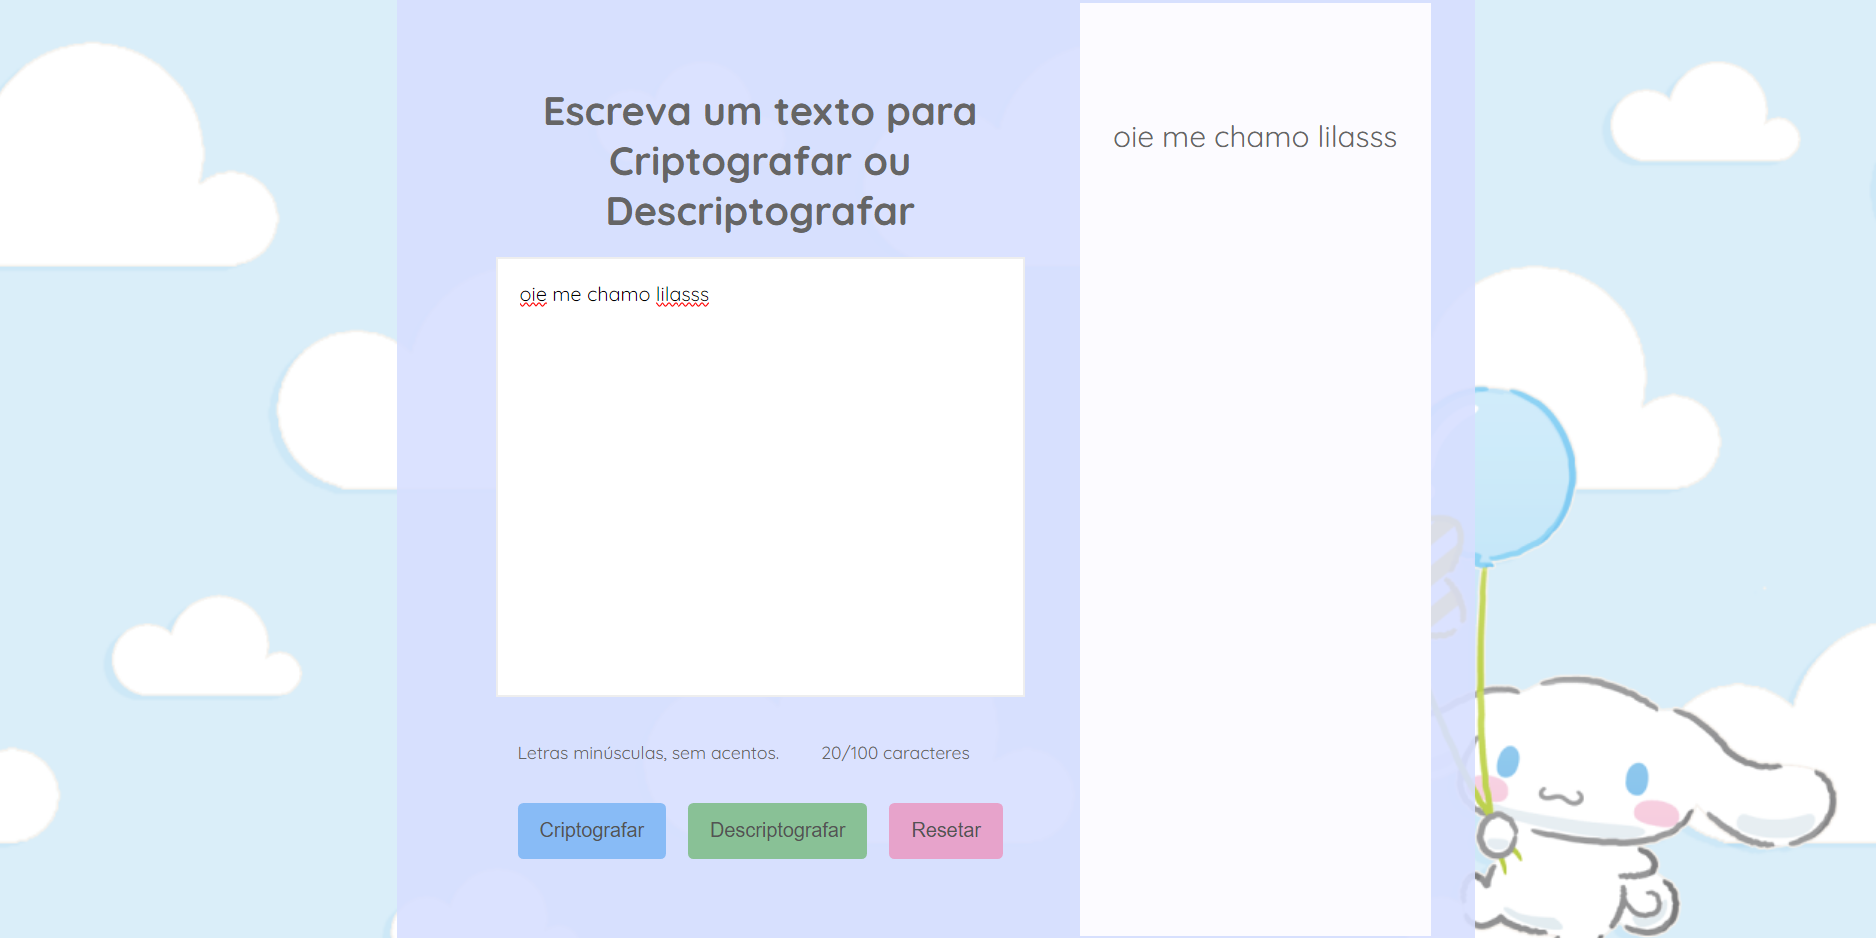 Escreva um texto para
Criptografar ou
Descriptografar
oie me chamo lilasss
Letras minúsculas, sem acentos.
20/100 caracteres
Criptografar
Descriptografar
Resetar
oie me chamo lilasss